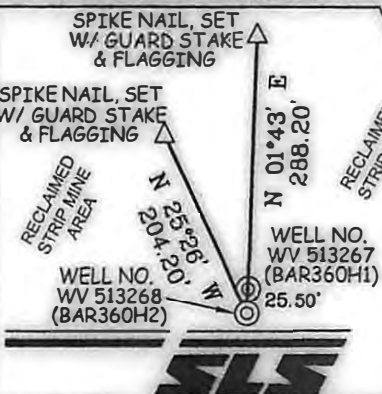 SPIKE NAIL, SET
W/ GUARD STAKE
& FLAGGING
SPIKE NAIL, SET
W/ GUARD STAKE
& FLAGGING
RECLAIMED
STRIP MINE
AREA
N 25°26' W
204.20'
N 01°43' E
288.20'
RECLAIMED
WELL NO.
WV 513267
(BAR360H1)
25.50'
WELL NO.
WV 513268
(BAR360H2)
SLS